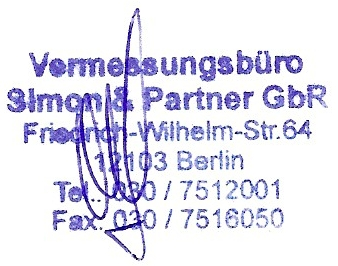 Vermessungsbüro
Simon & Partner GbR
Friedrich-Wilhelm-Str.64
12103 Berlin
Tel.: 030 / 7512001
Fax. 030 / 7516050